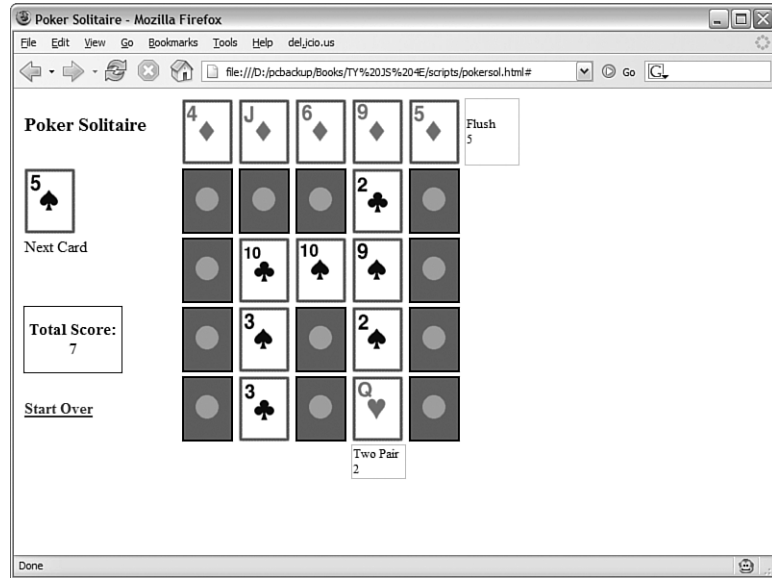 Poker Solitaire - Mozilla Firefox
File Edit View Go Bookmarks Tools Help del.icio.us
file:///D:/pcbackup/Books/TY%20JS%204E/scripts/pokersol.html# Go G
Poker Solitaire
4 J 6 9 5
Flush
5
5
Next Card
2
10 10 9
Total Score:
7
3 2
Start Over
3 Q
Two Pair
2
Done